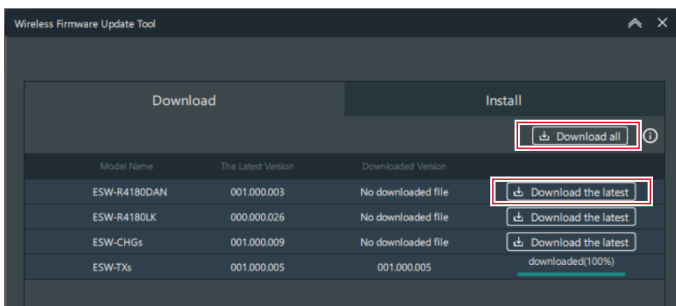 Wireless Firmware Update Tool
Download Install
Download all
Model Name The Latest Version Downloaded Version
ESW-R4180DAN 001.000.003 No downloaded file Download the latest
ESW-R4180LK 000.000.026 No downloaded file Download the latest
ESW-CHGs 001.000.009 No downloaded file Download the latest
ESW-TXs 001.000.005 001.000.005 downloaded(100%)